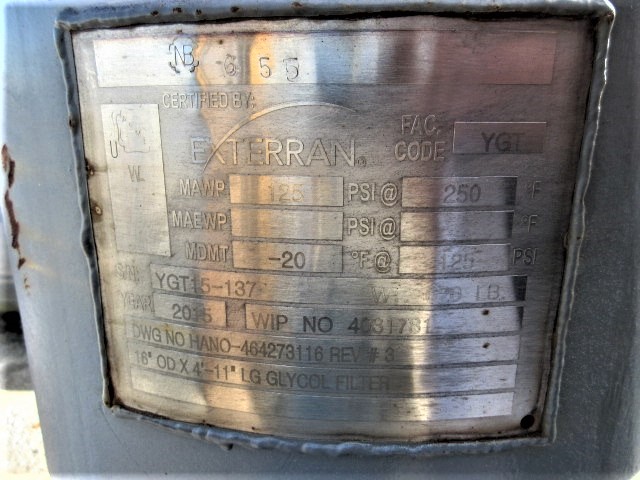 NB 655
CERTIFIED BY:
EXTERRAN
FAC. CODE YGT
U
W
MAWP 125 PSI @ 250 °F
MAEWP PSI @ °F
MDMT -20 °F @ 125 PSI
S/N: YGT15-137 LB.
YEAR 2015 WIP NO
DWG NO HANO-464273116 REV # 3
16" OD X 4'-11" LG GLYCOL FILTER